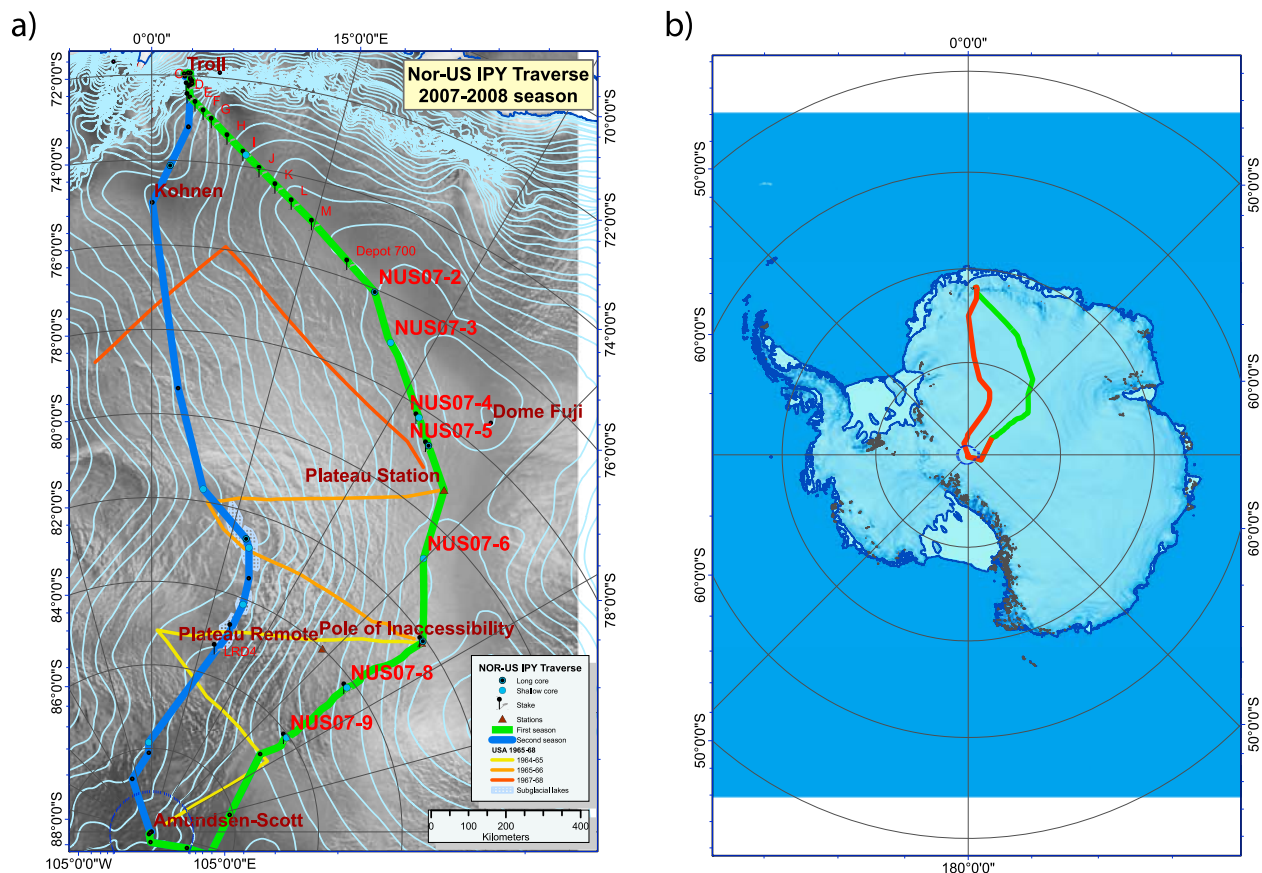 a)
b)
0°0'0"
15°0'0"E
Nor-US IPY Traverse
2007-2008 season
Troll
D
E
F
G
H
I
J
K
L
M
Depot 700
Kohnen
NUS07-2
NUS07-3
NUS07-4
NUS07-5
Dome Fuji
Plateau Station
NUS07-6
Plateau Remote
Pole of Inaccessibility
LRD4
NUS07-8
NUS07-9
Amundsen-Scott
72°0'0"S
74°0'0"S
76°0'0"S
78°0'0"S
80°0'0"S
82°0'0"S
84°0'0"S
86°0'0"S
88°0'0"S
70°0'0"S
72°0'0"S
74°0'0"S
76°0'0"S
78°0'0"S
105°0'0"W
105°0'0"E
NOR-US IPY Traverse
Long core
Shallow core
Stake
Stations
First season
Second season
USA 1965-68
1964-65
1965-66
1967-68
Subglacial lakes
0 100 200 400
Kilometers
0°0'0"
50°0'0"S
60°0'0"S
60°0'0"S
50°0'0"S
50°0'0"S
60°0'0"S
60°0'0"S
50°0'0"S
180°0'0"